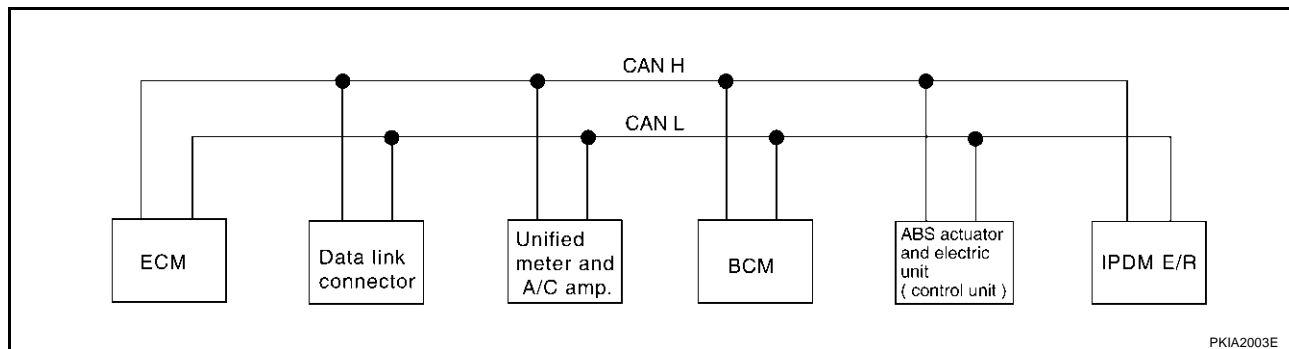 CAN H
CAN L
ECM
Data link
connector
Unified
meter and
A/C amp.
BCM
ABS actuator
and electric
unit
( control unit )
IPDM E/R
PKIA2003E